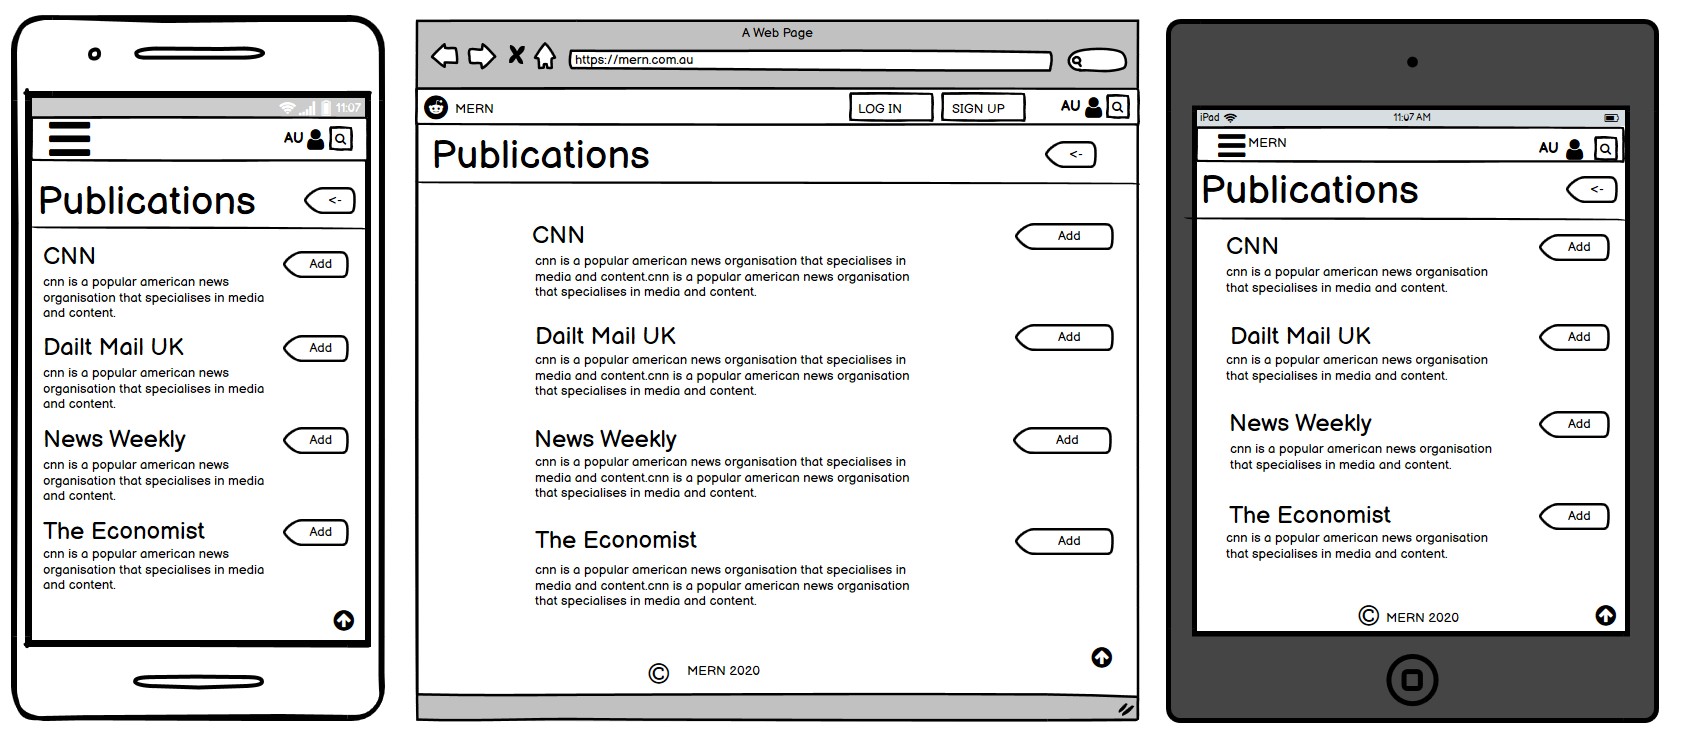 11:07
AU
Publications
<-
CNN
Add
cnn is a popular american news
organisation that specialises in media
and content.
Dailt Mail UK
Add
cnn is a popular american news
organisation that specialises in media
and content.
News Weekly
Add
cnn is a popular american news
organisation that specialises in media
and content.
The Economist
Add
cnn is a popular american news
organisation that specialises in media
and content.
A Web Page
https://mern.com.au
MERN
LOG IN
SIGN UP
AU
Publications
<-
CNN
Add
cnn is a popular american news organisation that specialises in
media and content.cnn is a popular american news organisation
that specialises in media and content.
Dailt Mail UK
Add
cnn is a popular american news organisation that specialises in
media and content.cnn is a popular american news organisation
that specialises in media and content.
News Weekly
Add
cnn is a popular american news organisation that specialises in
media and content.cnn is a popular american news organisation
that specialises in media and content.
The Economist
Add
cnn is a popular american news organisation that specialises in
media and content.cnn is a popular american news organisation
that specialises in media and content.
© MERN 2020
iPad 11:07 AM
MERN
AU
Publications
<-
CNN
Add
cnn is a popular american news organisation
that specialises in media and content.
Dailt Mail UK
Add
cnn is a popular american news organisation
that specialises in media and content.
News Weekly
Add
cnn is a popular american news organisation
that specialises in media and content.
The Economist
Add
cnn is a popular american news organisation
that specialises in media and content.
© MERN 2020